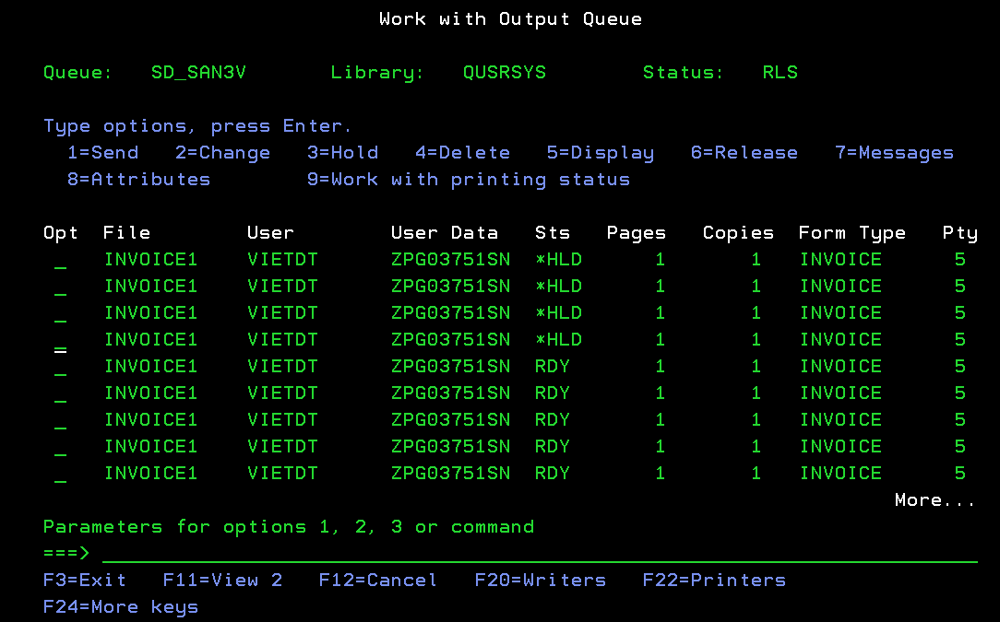 Work with Output Queue
Queue: SD_SAN3V Library: QUSRSYS Status: RLS
Type options, press Enter.
1=Send 2=Change 3=Hold 4=Delete 5=Display 6=Release 7=Messages
8=Attributes 9=Work with printing status
Opt File User User Data Sts Pages Copies Form Type Pty
_ INVOICE1 VIETDT ZPG03751SN *HLD 1 1 INVOICE 5
_ INVOICE1 VIETDT ZPG03751SN *HLD 1 1 INVOICE 5
_ INVOICE1 VIETDT ZPG03751SN *HLD 1 1 INVOICE 5
_ INVOICE1 VIETDT ZPG03751SN *HLD 1 1 INVOICE 5
_ INVOICE1 VIETDT ZPG03751SN RDY 1 1 INVOICE 5
_ INVOICE1 VIETDT ZPG03751SN RDY 1 1 INVOICE 5
_ INVOICE1 VIETDT ZPG03751SN RDY 1 1 INVOICE 5
_ INVOICE1 VIETDT ZPG03751SN RDY 1 1 INVOICE 5
_ INVOICE1 VIETDT ZPG03751SN RDY 1 1 INVOICE 5
More...
Parameters for options 1, 2, 3 or command
===>
F3=Exit F11=View 2 F12=Cancel F20=Writers F22=Printers
F24=More keys